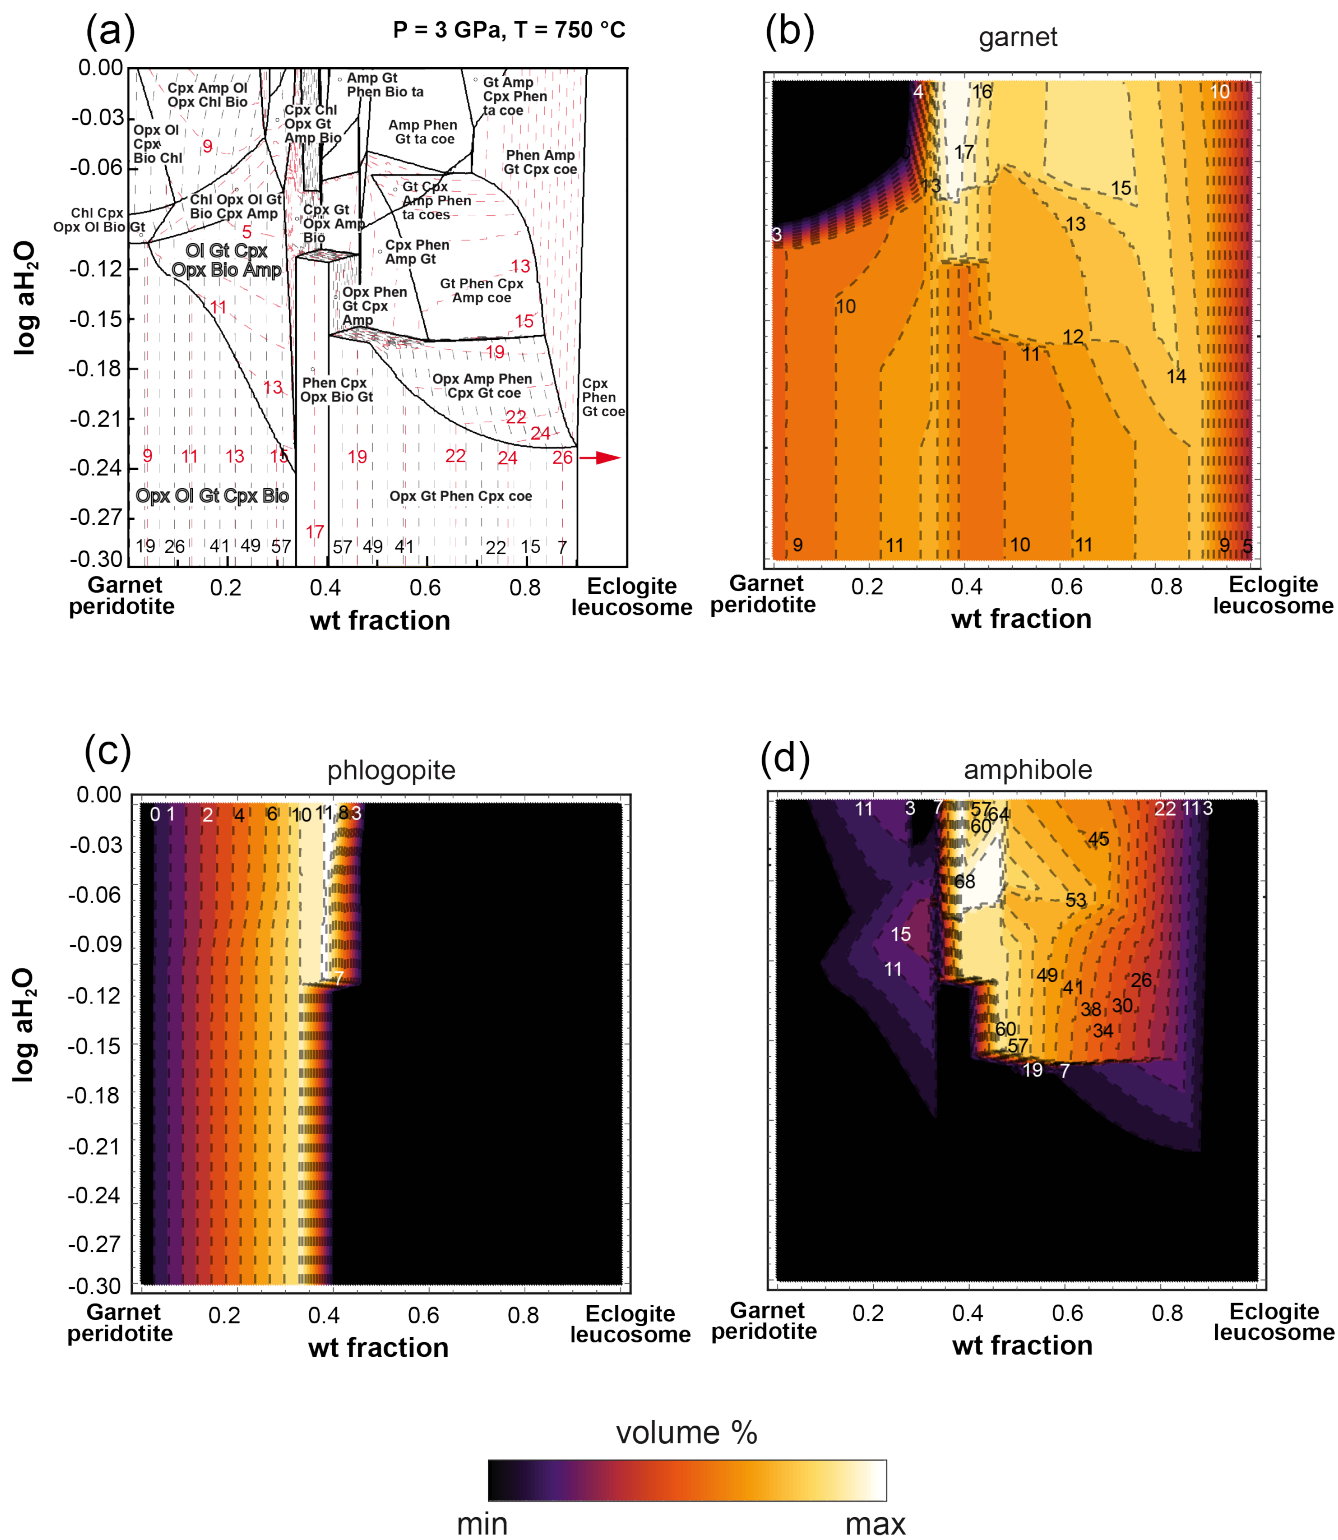 (a)
P = 3 GPa, T = 750 °C
0.00
-0.03
-0.06
-0.09
-0.12
-0.15
-0.18
-0.21
-0.24
-0.27
-0.30
log aH₂O
Cpx Amp Ol
Opx Chl Bio
Opx Ol
Cpx
Bio Chl
9
Cpx Chl
Opx Gt
Amp Bio
Amp Gt
Phen Bio ta
Gt Amp
Cpx Phen
ta coe
Amp Phen
Gt ta coe
Phen Amp
Gt Cpx coe
Chl Opx Ol Gt
Bio Cpx Amp
Chl Cpx
Opx Ol Bio Gt
5
Cpx Gt
Opx Amp
Bio
Gt Cpx
Amp Phen
ta coes
Ol Gt Cpx
Opx Bio Amp
Cpx Phen
Amp Gt
13
Gt Phen Cpx
Amp coe
11
Opx Phen
Gt Cpx
Amp
15
19
13
Phen Cpx
Opx Bio Gt
Opx Amp Phen
Cpx Gt coe
Cpx
Phen
Gt coe
22
24
9 11 13 15 19 22 24 26
Opx Ol Gt Cpx Bio
Opx Gt Phen Cpx coe
17
19 26 41 49 57 57 49 41 22 15 7
Garnet
peridotite
0.2 0.4 0.6 0.8
Eclogite
leucosome
wt fraction
(b)
garnet
4 16 10
17
13 15
3 13
10
12
11
14
9 11 10 11 9 5
Garnet
peridotite
0.2 0.4 0.6 0.8
Eclogite
leucosome
wt fraction
(c)
phlogopite
0.00
-0.03
-0.06
-0.09
-0.12
-0.15
-0.18
-0.21
-0.24
-0.27
-0.30
log aH₂O
0 1 2 4 6 10 11 8 3
7
Garnet
peridotite
0.2 0.4 0.6 0.8
Eclogite
leucosome
wt fraction
(d)
amphibole
11 3 7 57 64 22 11 3
60 45
68
53
15
11 49 41 26
38 30
60 34
57
19 7
Garnet
peridotite
0.2 0.4 0.6 0.8
Eclogite
leucosome
wt fraction
volume %
min max